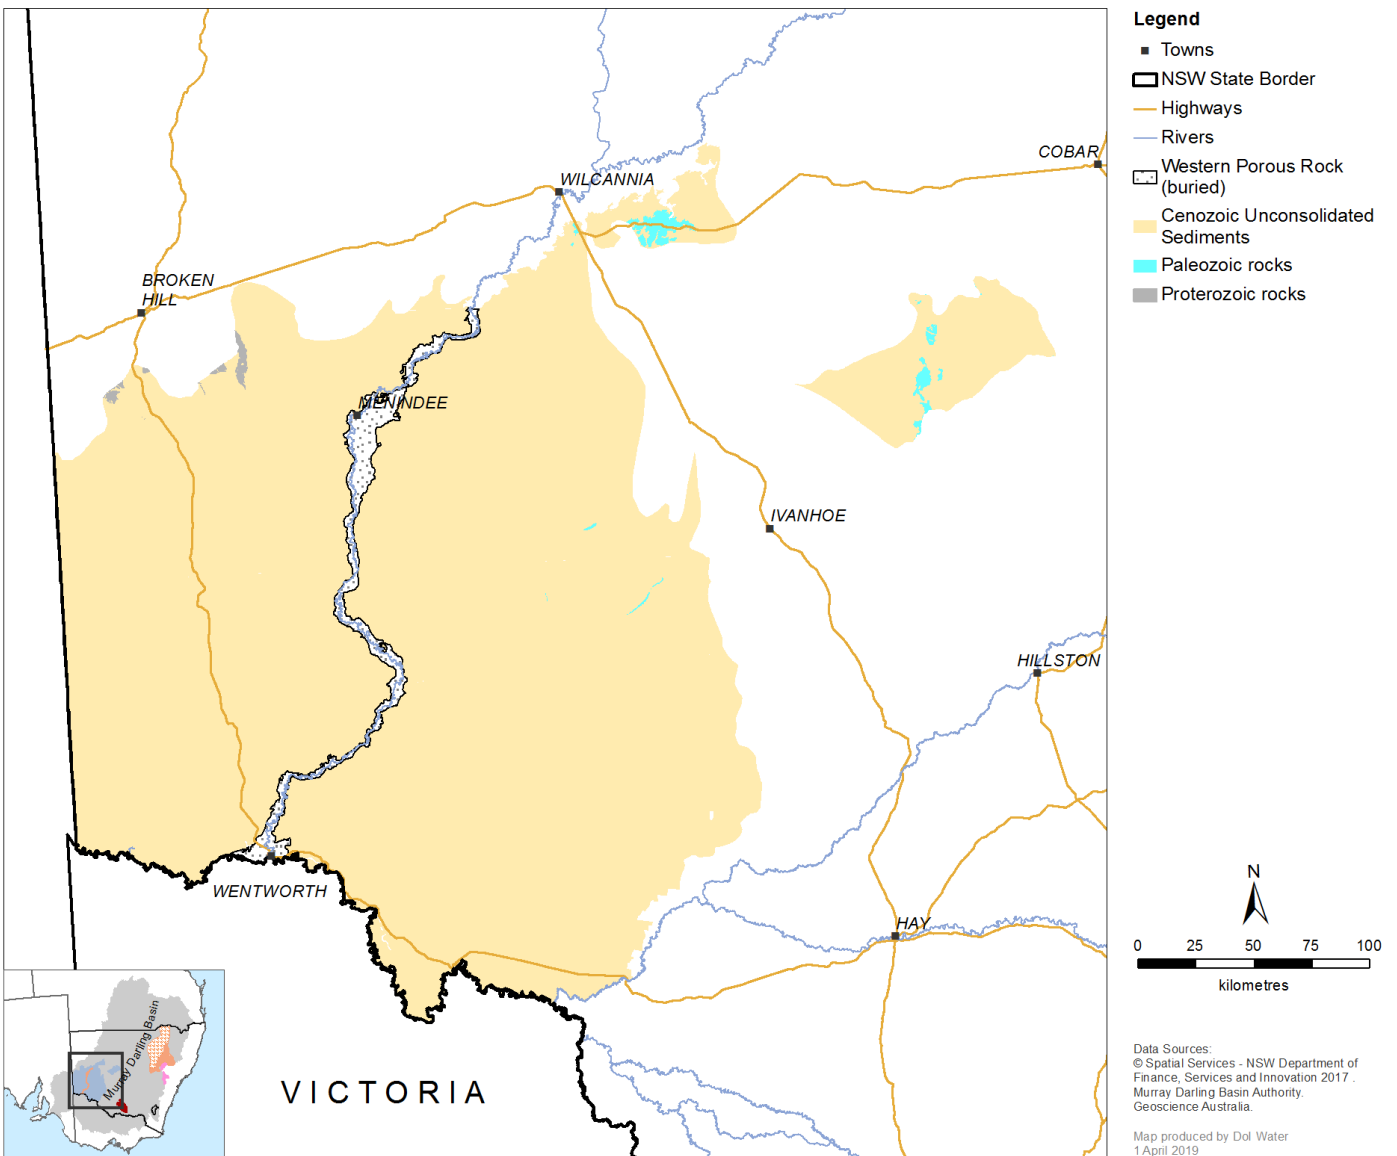 WILCANNIA
COBAR
BROKEN
HILL
MENINDEE
IVANHOE
HILLSTON
WENTWORTH
HAY
VICTORIA
Murray Darling Basin
Legend
Towns
NSW State Border
Highways
Rivers
Western Porous Rock
(buried)
Cenozoic Unconsolidated
Sediments
Paleozoic rocks
Proterozoic rocks
N
0 25 50 75 100
kilometres
Data Sources:
© Spatial Services - NSW Department of
Finance, Services and Innovation 2017 .
Murray Darling Basin Authority.
Geoscience Australia.
Map produced by DoI Water
1 April 2019